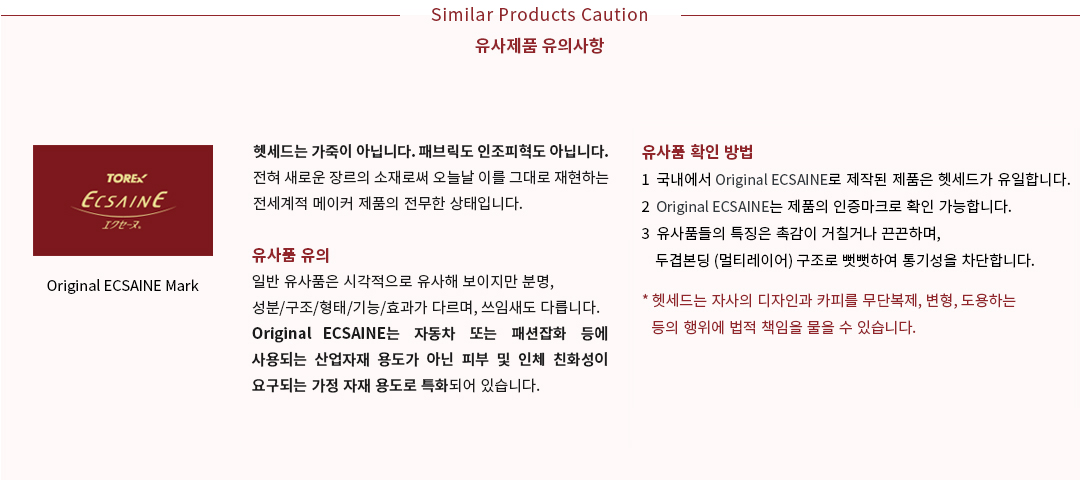 Similar Products Caution
유사제품 유의사항
TOREX
ECSAINE
エクセーヌ®
Original ECSAINE Mark
헷세드는 가죽이 아닙니다. 패브릭도 인조피혁도 아닙니다.
전혀 새로운 장르의 소재로써 오늘날 이를 그대로 재현하는
전세계적 메이커 제품의 전무한 상태입니다.
유사품 유의
일반 유사품은 시각적으로 유사해 보이지만 분명,
성분/구조/형태/기능/효과가 다르며, 쓰임새도 다릅니다.
Original ECSAINE는 자동차 또는 패션잡화 등에
사용되는 산업자재 용도가 아닌 피부 및 인체 친화성이
요구되는 가정 자재 용도로 특화되어 있습니다.
유사품 확인 방법
1 국내에서 Original ECSAINE로 제작된 제품은 헷세드가 유일합니다.
2 Original ECSAINE는 제품의 인증마크로 확인 가능합니다.
3 유사품들의 특징은 촉감이 거칠거나 끈끈하며,
두겹본딩 (멀티레이어) 구조로 뻣뻣하여 통기성을 차단합니다.
* 헷세드는 자사의 디자인과 카피를 무단복제, 변형, 도용하는
등의 행위에 법적 책임을 물을 수 있습니다.